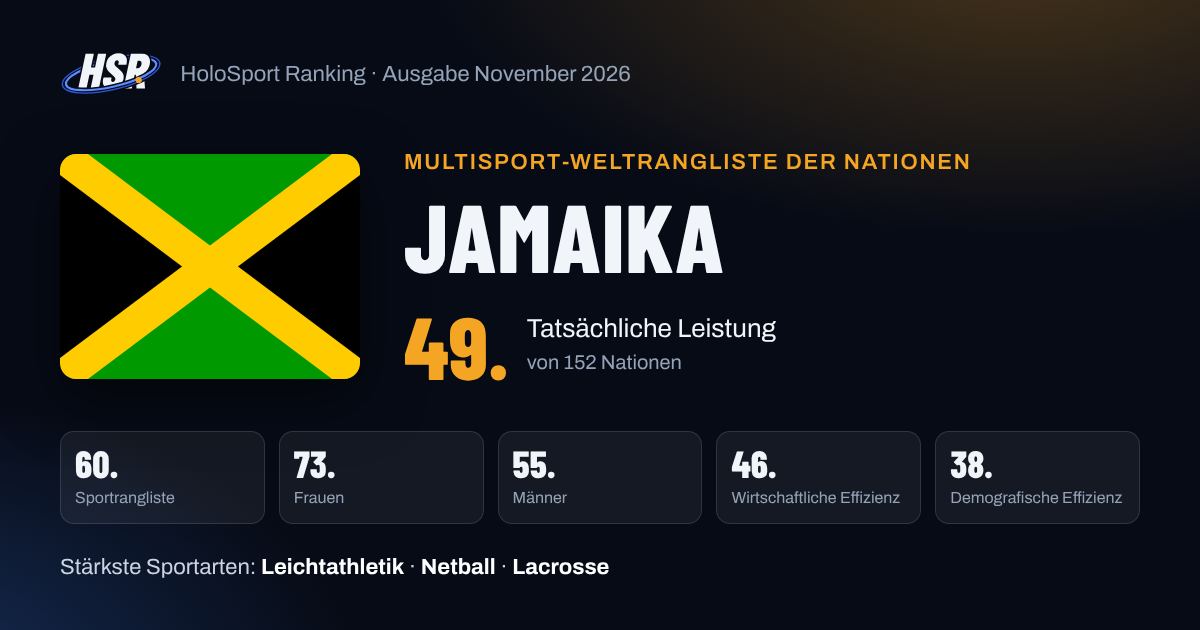 HSR
HoloSport Ranking · Ausgabe November 2026
MULTISPORT-WELTRANGLISTE DER NATIONEN
JAMAIKA
49.
Tatsächliche Leistung
von 152 Nationen
60.
Sportrangliste
73.
Frauen
55.
Männer
46.
Wirtschaftliche Effizienz
38.
Demografische Effizienz
Stärkste Sportarten: Leichtathletik · Netball · Lacrosse